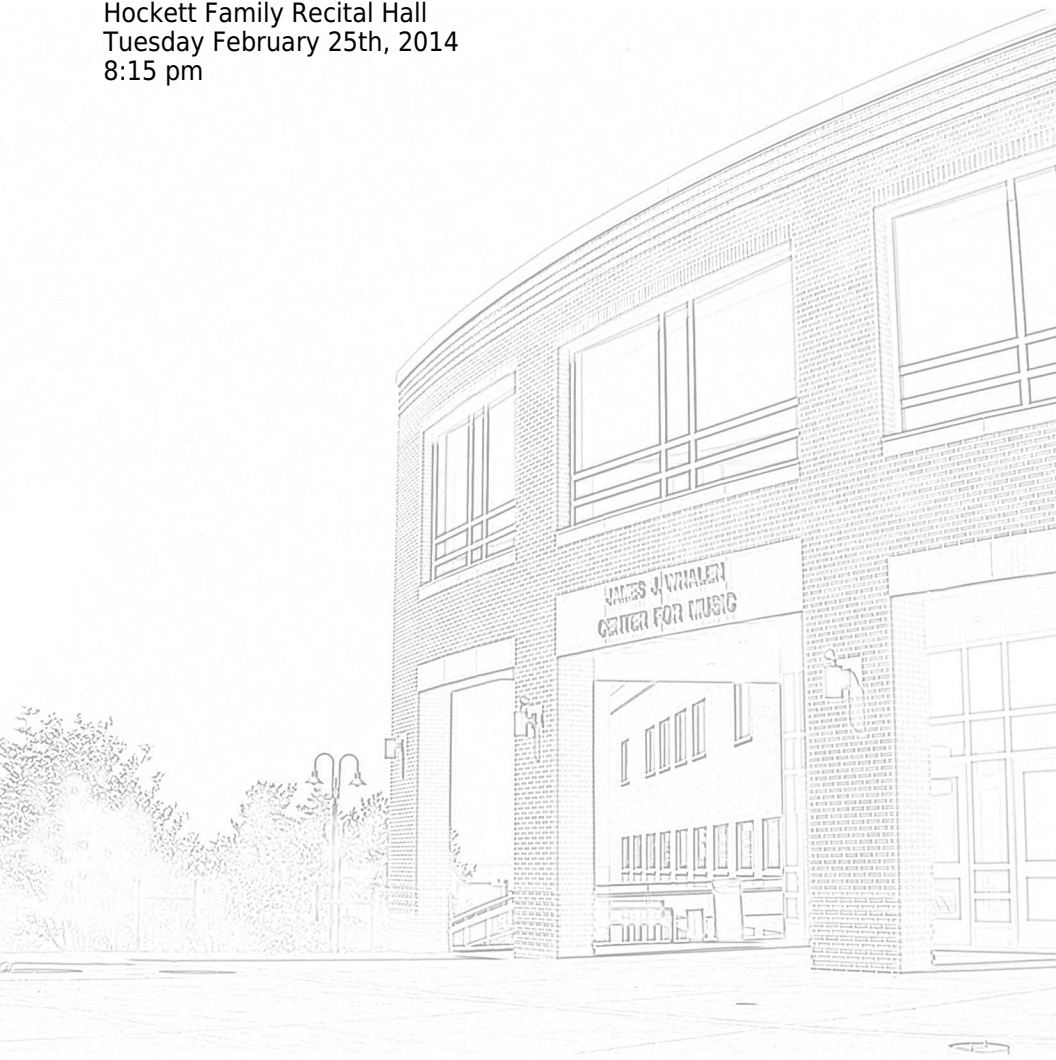 Hockett Family Recital Hall
Tuesday February 25th, 2014
8:15 pm
JAMES J. WHALEN
CENTER FOR MUSIC